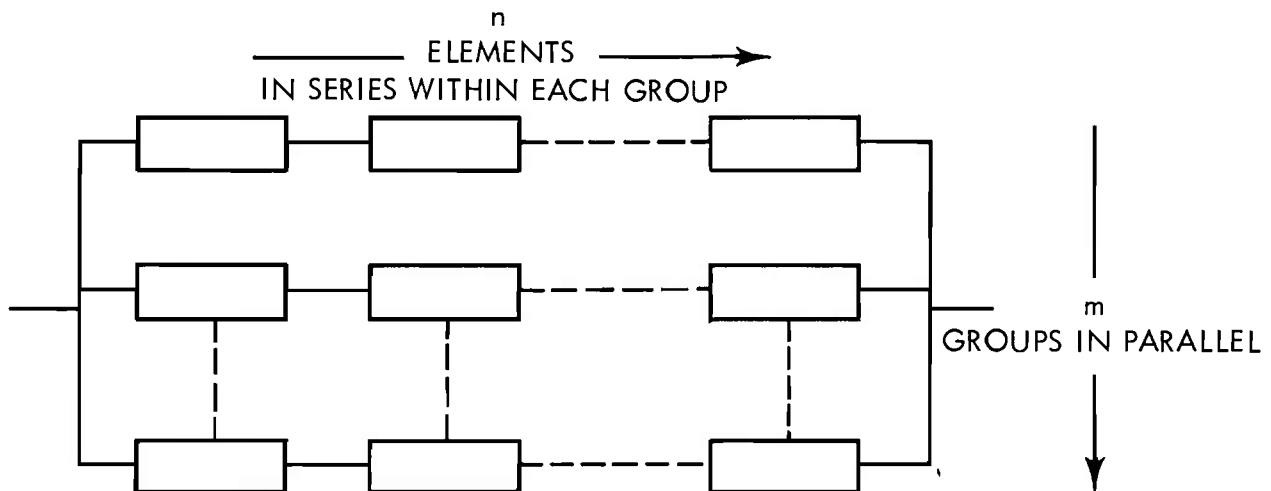 n
ELEMENTS
IN SERIES WITHIN EACH GROUP
m
GROUPS IN PARALLEL